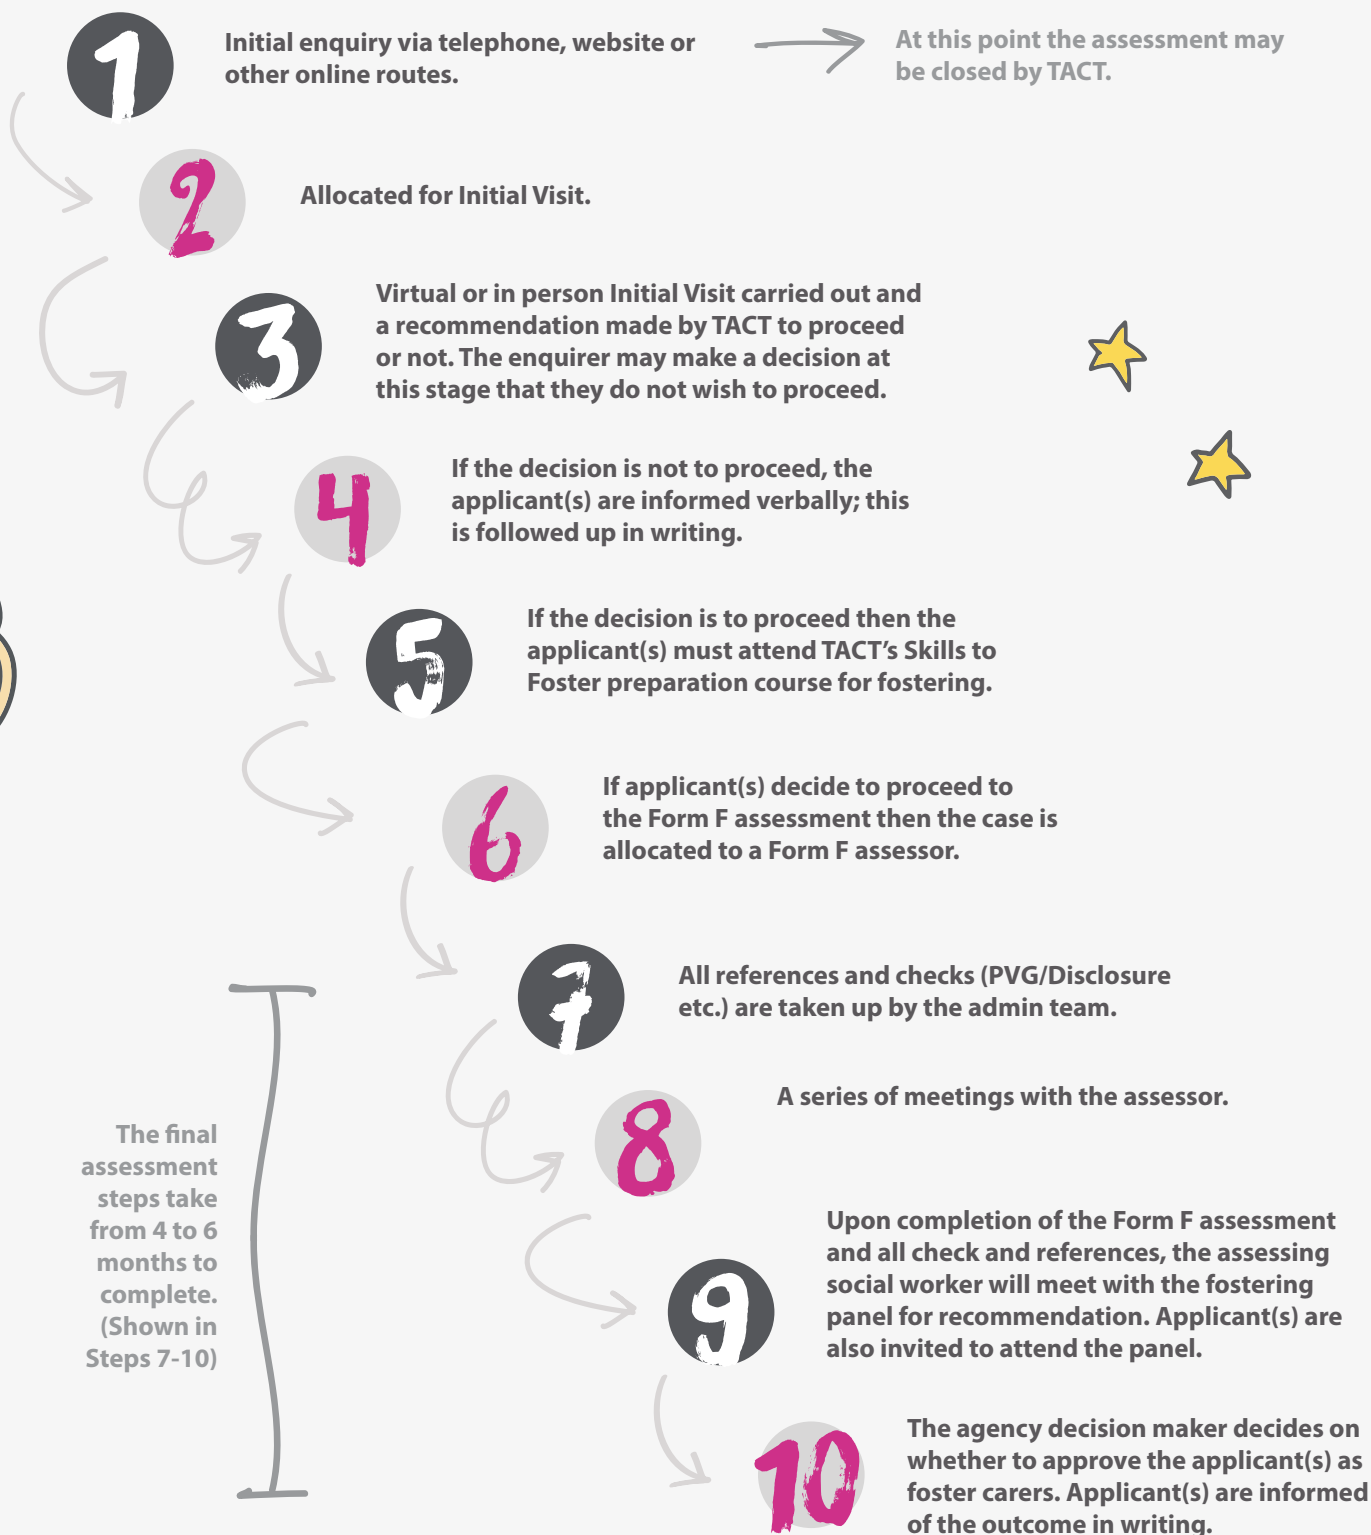 1
Initial enquiry via telephone, website or
other online routes.
At this point the assessment may
be closed by TACT.
2
Allocated for Initial Visit.
3
Virtual or in person Initial Visit carried out and
a recommendation made by TACT to proceed
or not. The enquirer may make a decision at
this stage that they do not wish to proceed.
4
If the decision is not to proceed, the
applicant(s) are informed verbally; this
is followed up in writing.
5
If the decision is to proceed then the
applicant(s) must attend TACT’s Skills to
Foster preparation course for fostering.
6
If applicant(s) decide to proceed to
the Form F assessment then the case is
allocated to a Form F assessor.
7
All references and checks (PVG/Disclosure
etc.) are taken up by the admin team.
8
A series of meetings with the assessor.
The final
assessment
steps take
from 4 to 6
months to
complete.
(Shown in
Steps 7-10)
9
Upon completion of the Form F assessment
and all check and references, the assessing
social worker will meet with the fostering
panel for recommendation. Applicant(s) are
also invited to attend the panel.
10
The agency decision maker decides on
whether to approve the applicant(s) as
foster carers. Applicant(s) are informed
of the outcome in writing.